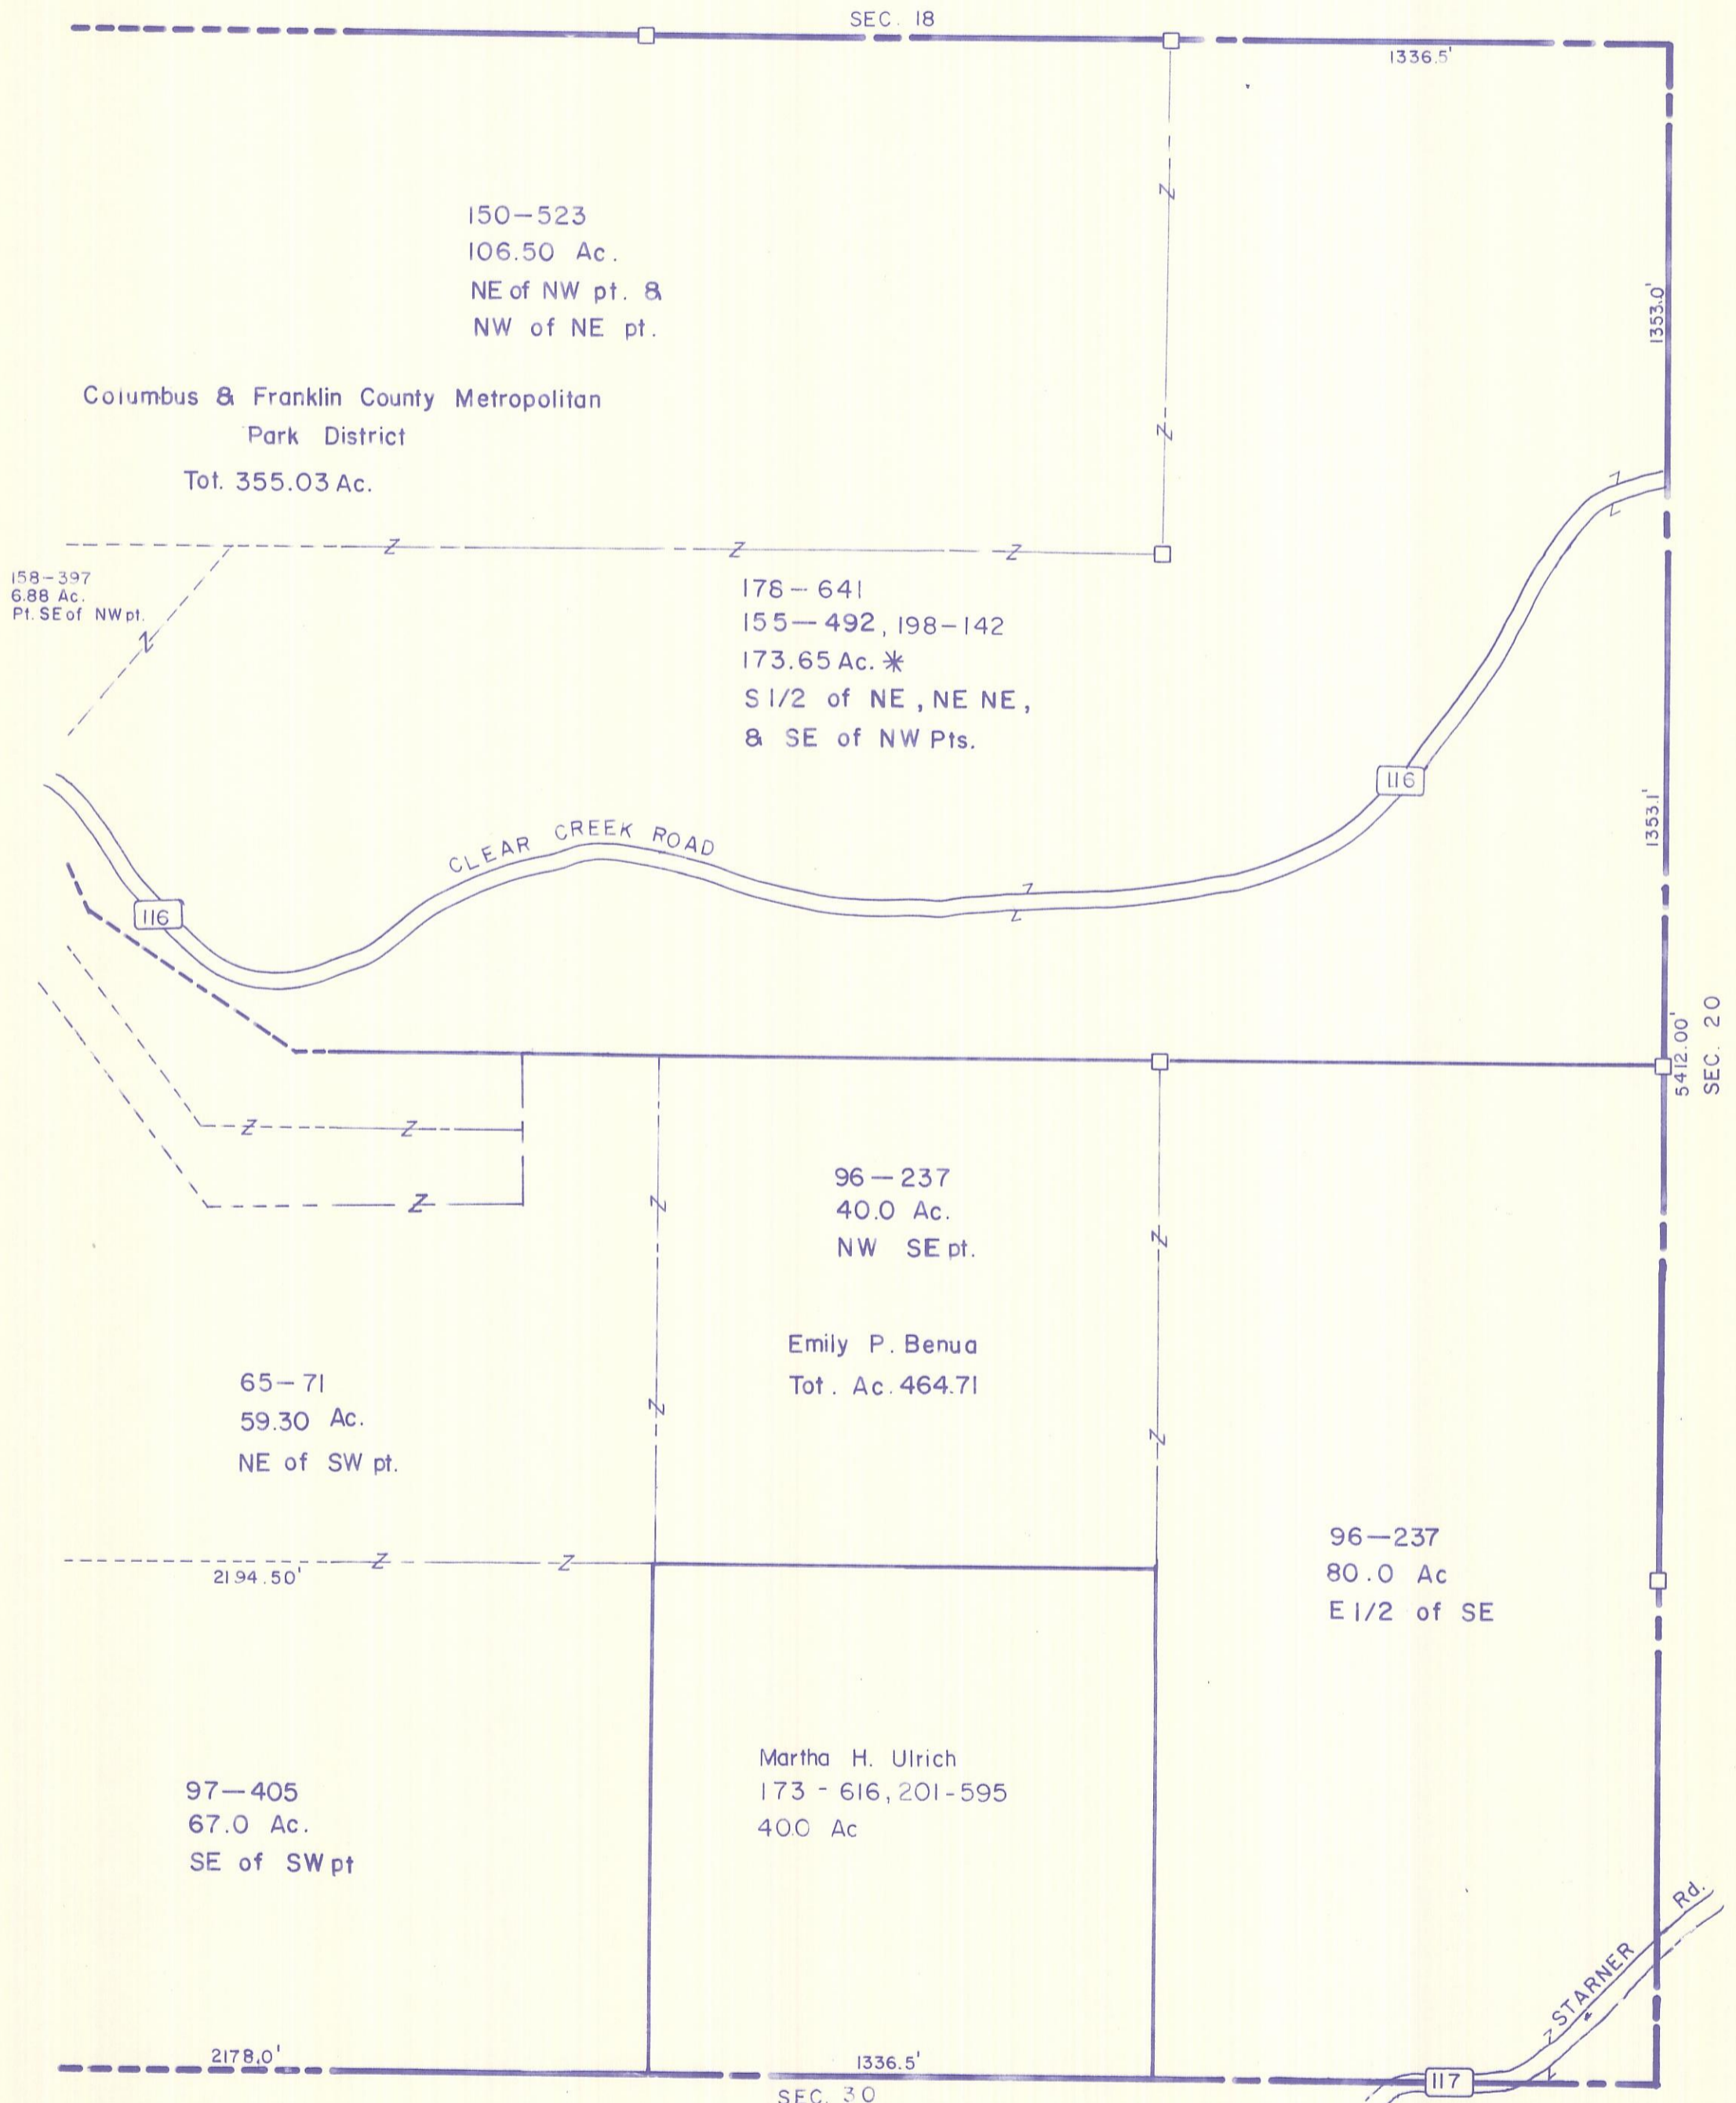 SEC. 18
1336.5'
150-523
106.50 Ac.
NE of NW pt. &
NW of NE pt.
1353.0'
Columbus & Franklin County Metropolitan
Park District
Tot. 355.03 Ac.
158-397
6.88 Ac.
Pt. SE of NW pt.
178-641
155-492, 198-142
173.65 Ac. *
S 1/2 of NE, NE NE,
& SE of NW Pts.
116
1353.1'
CLEAR CREEK ROAD
116
5412.00'
SEC. 20
96-237
40.0 Ac.
NW SE pt.
Emily P. Benua
Tot. Ac. 464.71
65-71
59.30 Ac.
NE of SW pt.
2194.50'
96-237
80.0 Ac
E 1/2 of SE
Martha H. Ulrich
173-616, 201-595
40.0 Ac
97-405
67.0 Ac.
SE of SW pt
STARNER Rd.
2178.0'
1336.5'
117
SEC. 30